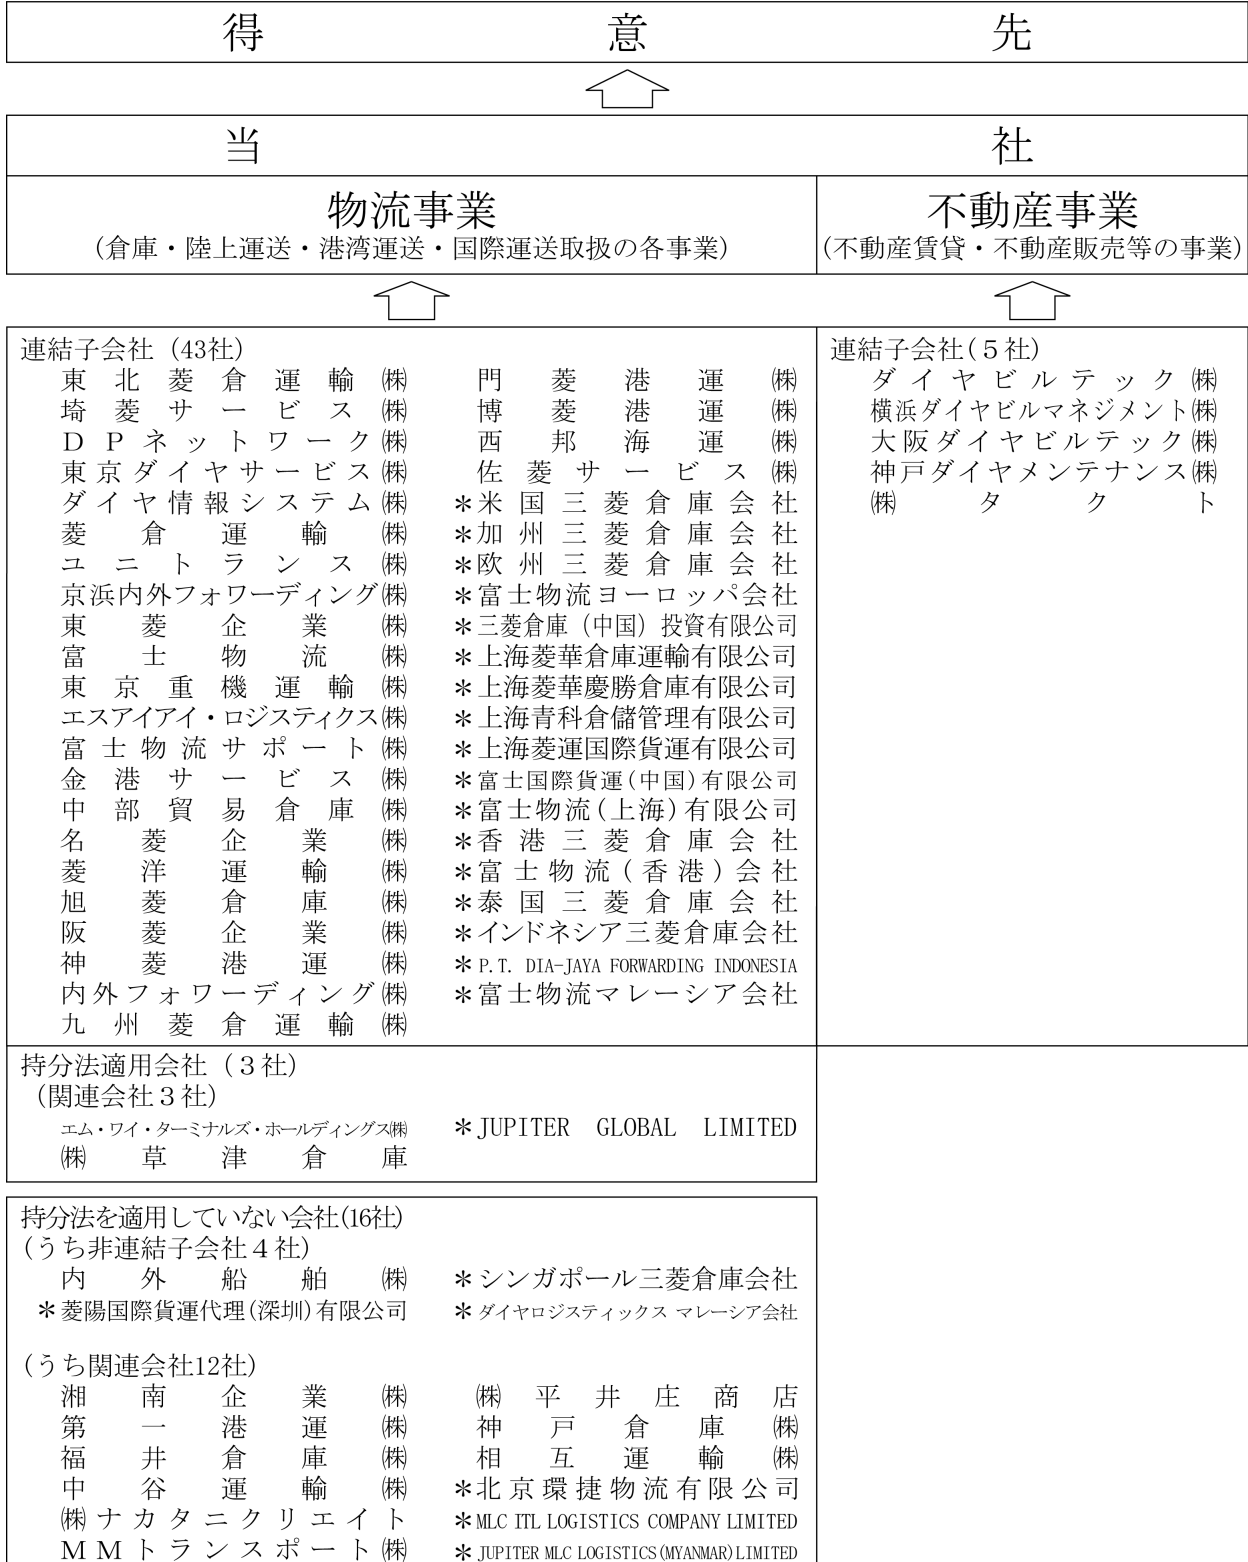 得意先
当社
物流事業
(倉庫・陸上運送・港湾運送・国際運送取扱の各事業)
不動産事業
(不動産賃貸・不動産販売等の事業)
連結子会社 (43社)
東北菱倉運輸㈱
埼菱サービス㈱
DPネットワーク㈱
東京ダイヤサービス㈱
ダイヤ情報システム㈱
菱倉運輸㈱
ユニトランス㈱
京浜内外フォワーディング㈱
東菱企業㈱
富士物流㈱
東京重機運輸㈱
エスアイアイ・ロジスティクス㈱
富士物流サポート㈱
金港サービス㈱
中部貿易倉庫㈱
名菱企業㈱
菱洋運輸㈱
旭菱倉庫㈱
阪菱企業㈱
神菱港運㈱
内外フォワーディング㈱
九州菱倉運輸㈱
門菱港運㈱
博菱港運㈱
西邦海運㈱
佐菱サービス㈱
＊米国三菱倉庫会社
＊加州三菱倉庫会社
＊欧州三菱倉庫会社
＊富士物流ヨーロッパ会社
＊三菱倉庫（中国）投資有限公司
＊上海菱華倉庫運輸有限公司
＊上海菱華慶勝倉庫有限公司
＊上海青科倉儲管理有限公司
＊上海菱運国際貨運有限公司
＊富士国際貨運(中国)有限公司
＊富士物流(上海)有限公司
＊香港三菱倉庫会社
＊富士物流(香港)会社
＊泰国三菱倉庫会社
＊インドネシア三菱倉庫会社
＊P.T. DIA-JAYA FORWARDING INDONESIA
＊富士物流マレーシア会社
連結子会社(５社)
ダイヤビルテック㈱
横浜ダイヤビルマネジメント㈱
大阪ダイヤビルテック㈱
神戸ダイヤメンテナンス㈱
㈱タクト
持分法適用会社 (３社)
(関連会社３社)
エム・ワイ・ターミナルズ・ホールディングス㈱
㈱草津倉庫
＊JUPITER GLOBAL LIMITED
持分法を適用していない会社(16社)
(うち非連結子会社４社)
内外船舶㈱
＊菱陽国際貨運代理(深圳)有限公司
＊シンガポール三菱倉庫会社
＊ダイヤロジスティックス マレーシア会社
(うち関連会社12社)
湘南企業㈱
第一港運㈱
福井倉庫㈱
中谷運輸㈱
㈱ナカタニクリエイト
MMトランスポート㈱
㈱平井庄商店
神戸倉庫㈱
相互運輸㈱
＊北京環捷物流有限公司
＊MLC ITL LOGISTICS COMPANY LIMITED
＊JUPITER MLC LOGISTICS(MYANMAR)LIMITED